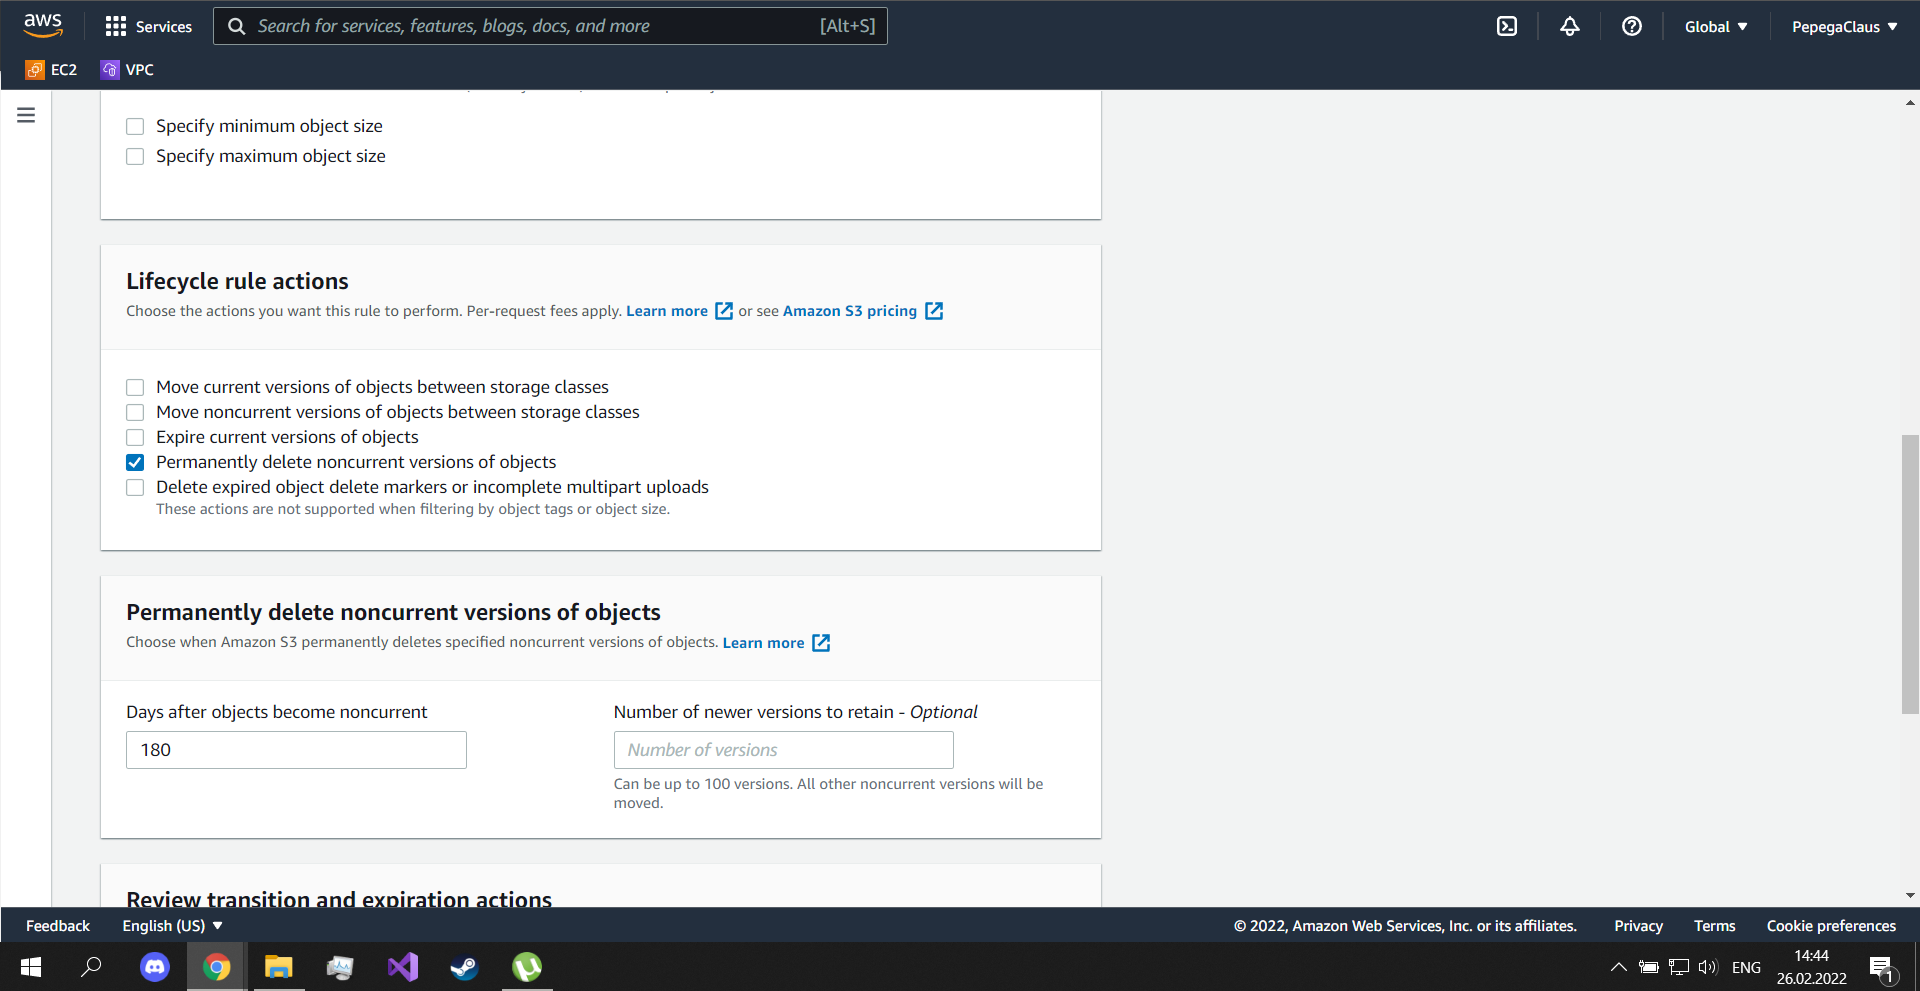 aws
Services
Search for services, features, blogs, docs, and more [Alt+S]
Global
PepegaClaus
EC2
VPC
Specify minimum object size
Specify maximum object size
Lifecycle rule actions
Choose the actions you want this rule to perform. Per-request fees apply. Learn more or see Amazon S3 pricing
Move current versions of objects between storage classes
Move noncurrent versions of objects between storage classes
Expire current versions of objects
Permanently delete noncurrent versions of objects
Delete expired object delete markers or incomplete multipart uploads
These actions are not supported when filtering by object tags or object size.
Permanently delete noncurrent versions of objects
Choose when Amazon S3 permanently deletes specified noncurrent versions of objects. Learn more
Days after objects become noncurrent
180
Number of newer versions to retain - Optional
Number of versions
Can be up to 100 versions. All other noncurrent versions will be
moved.
Review transition and expiration actions
Feedback
English (US)
© 2022, Amazon Web Services, Inc. or its affiliates.
Privacy
Terms
Cookie preferences
ENG
14:44
26.02.2022
1